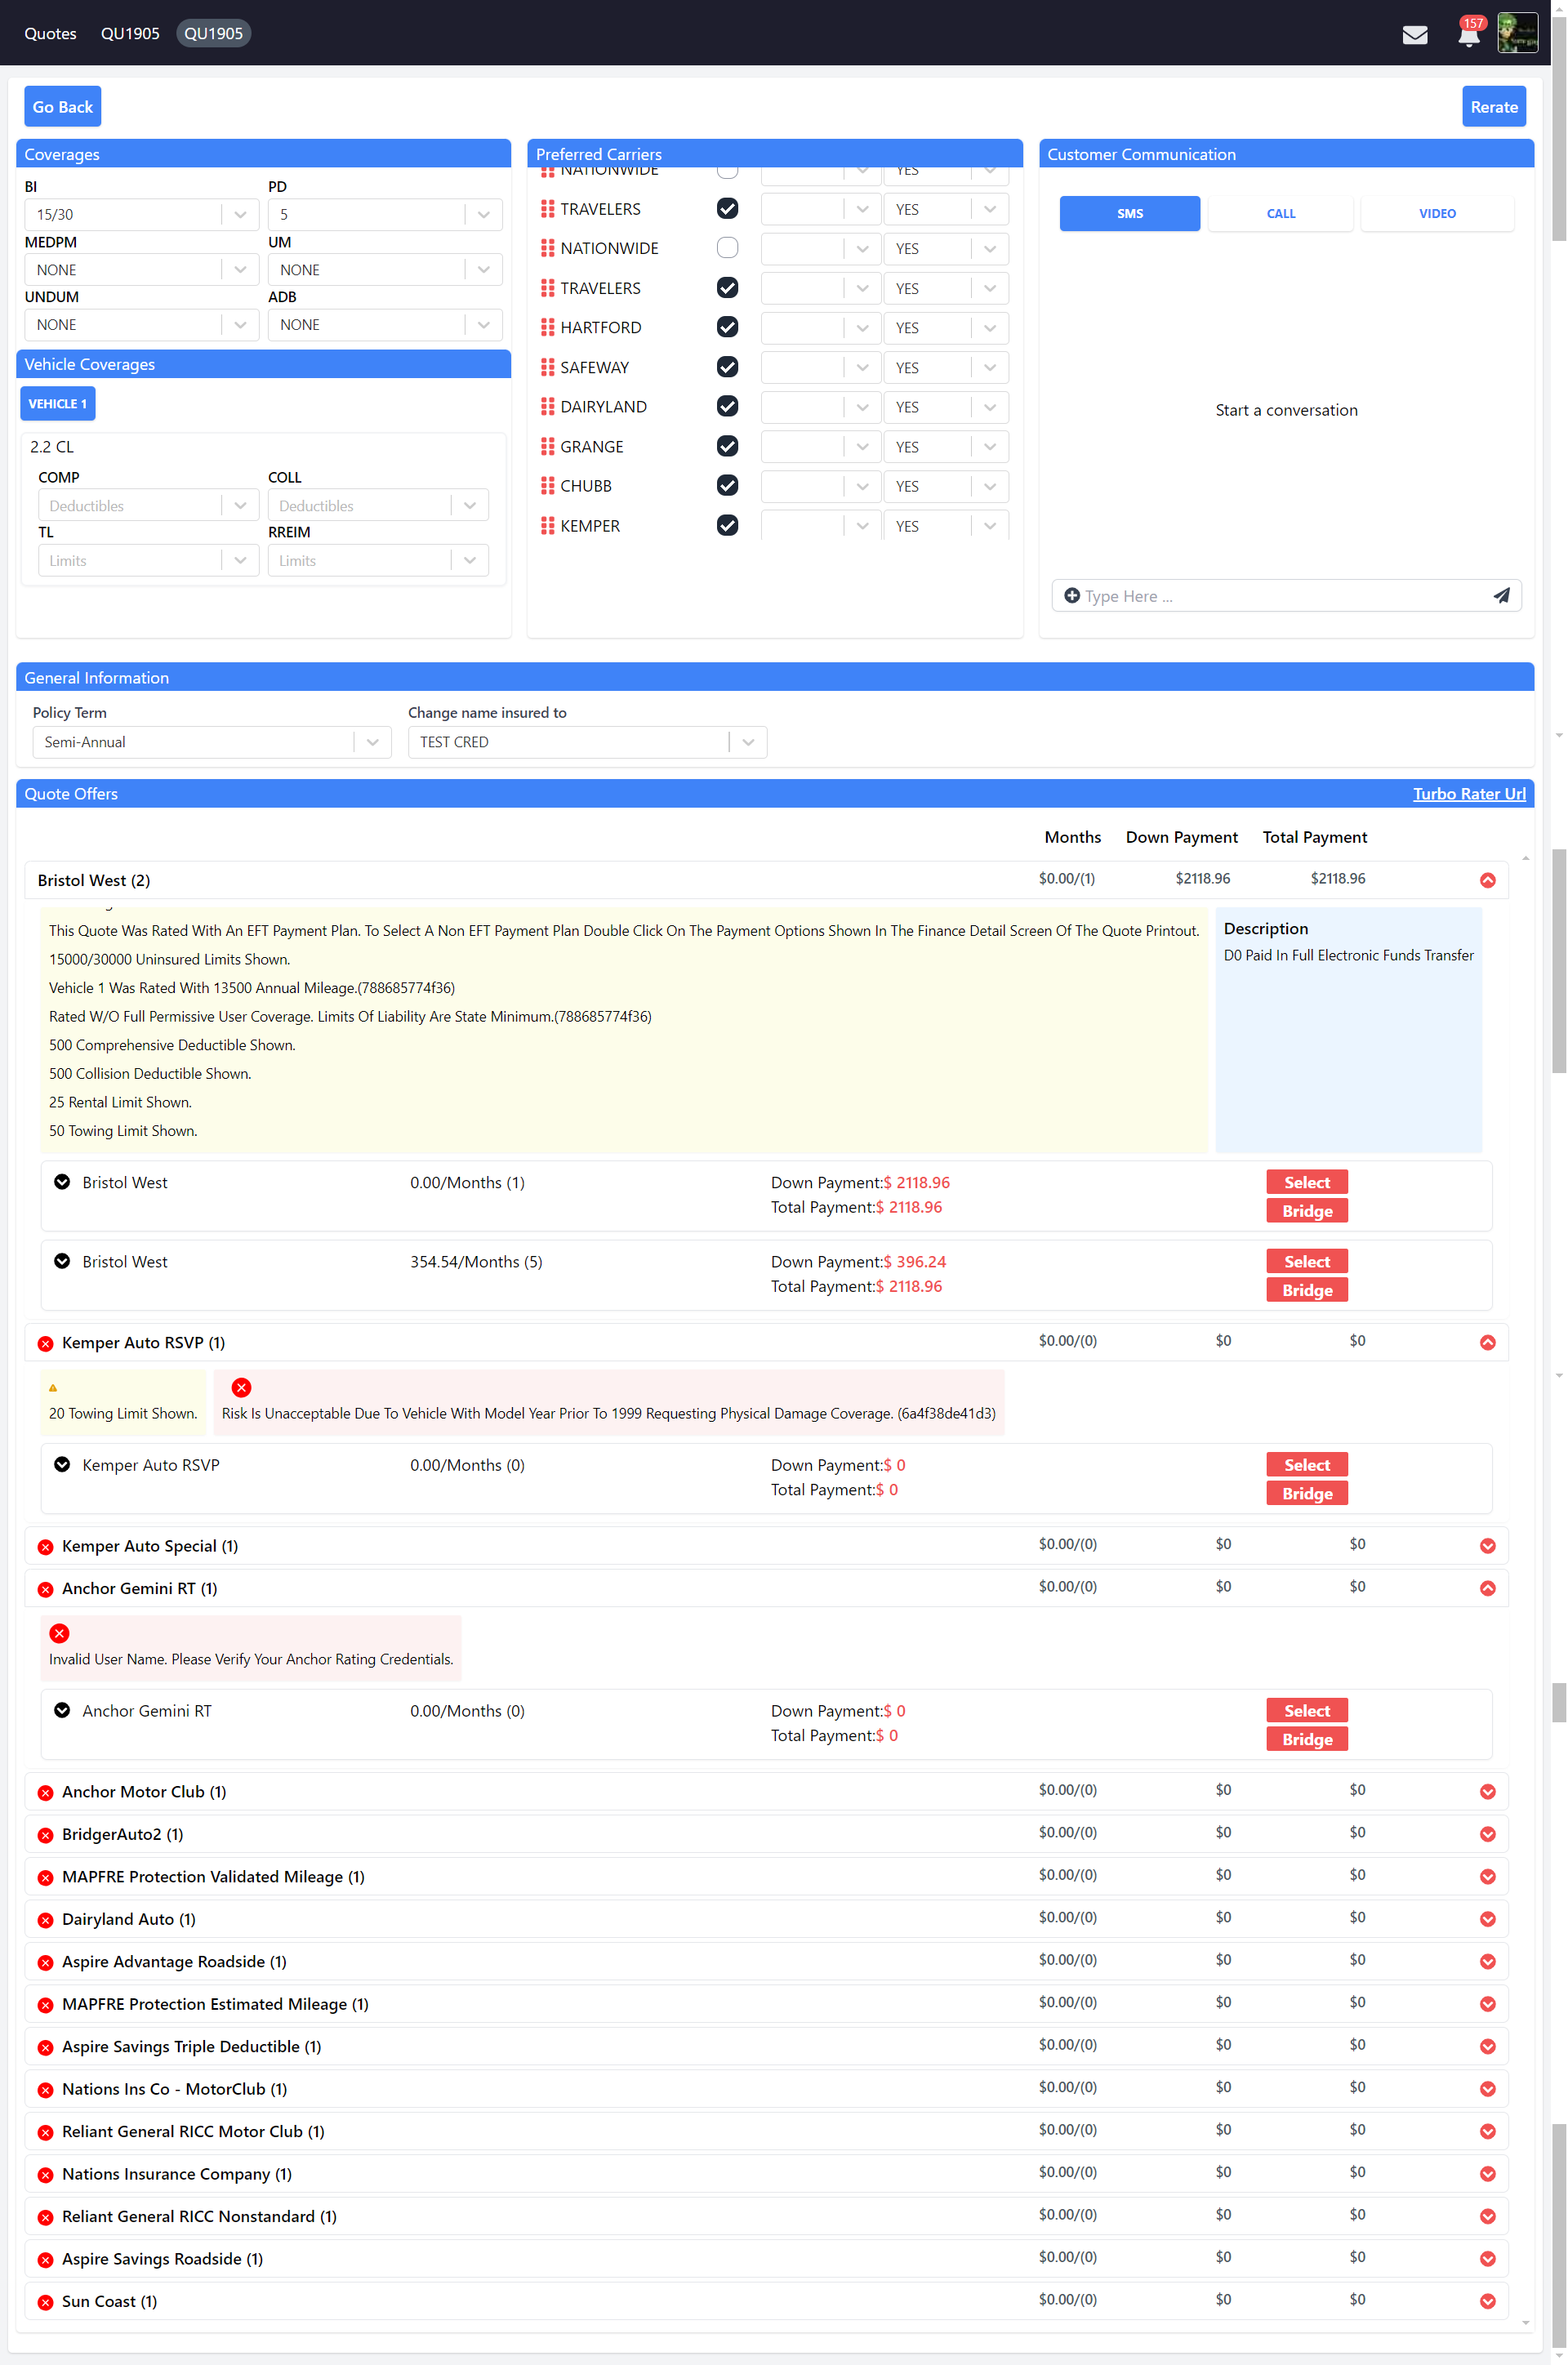 Quotes QU1905 QU1905
157
Go Back Rerate
Coverages
BI PD
15/30 5
MEDPM UM
NONE NONE
UNDUM ADB
NONE NONE
Vehicle Coverages
VEHICLE 1
2.2 CL
COMP COLL
Deductibles Deductibles
TL RREIM
Limits Limits
Preferred Carriers
NATIONWIDE YES
TRAVELERS YES
NATIONWIDE YES
TRAVELERS YES
HARTFORD YES
SAFEWAY YES
DAIRYLAND YES
GRANGE YES
CHUBB YES
KEMPER YES
Customer Communication
SMS CALL VIDEO
Start a conversation
Type Here ...
General Information
Policy Term Change name insured to
Semi-Annual TEST CRED
Quote Offers Turbo Rater Url
Months Down Payment Total Payment
Bristol West (2) $0.00/(1) $2118.96 $2118.96
This Quote Was Rated With An EFT Payment Plan. To Select A Non EFT Payment Plan Double Click On The Payment Options Shown In The Finance Detail Screen Of The Quote Printout.
15000/30000 Uninsured Limits Shown.
Vehicle 1 Was Rated With 13500 Annual Mileage.(788685774f36)
Rated W/O Full Permissive User Coverage. Limits Of Liability Are State Minimum.(788685774f36)
500 Comprehensive Deductible Shown.
500 Collision Deductible Shown.
25 Rental Limit Shown.
50 Towing Limit Shown.
Description
D0 Paid In Full Electronic Funds Transfer
Bristol West 0.00/Months (1) Down Payment:$ 2118.96 Select
Total Payment:$ 2118.96 Bridge
Bristol West 354.54/Months (5) Down Payment:$ 396.24 Select
Total Payment:$ 2118.96 Bridge
Kemper Auto RSVP (1) $0.00/(0) $0 $0
20 Towing Limit Shown. Risk Is Unacceptable Due To Vehicle With Model Year Prior To 1999 Requesting Physical Damage Coverage. (6a4f38de41d3)
Kemper Auto RSVP 0.00/Months (0) Down Payment:$ 0 Select
Total Payment:$ 0 Bridge
Kemper Auto Special (1) $0.00/(0) $0 $0
Anchor Gemini RT (1) $0.00/(0) $0 $0
Invalid User Name. Please Verify Your Anchor Rating Credentials.
Anchor Gemini RT 0.00/Months (0) Down Payment:$ 0 Select
Total Payment:$ 0 Bridge
Anchor Motor Club (1) $0.00/(0) $0 $0
BridgerAuto2 (1) $0.00/(0) $0 $0
MAPFRE Protection Validated Mileage (1) $0.00/(0) $0 $0
Dairyland Auto (1) $0.00/(0) $0 $0
Aspire Advantage Roadside (1) $0.00/(0) $0 $0
MAPFRE Protection Estimated Mileage (1) $0.00/(0) $0 $0
Aspire Savings Triple Deductible (1) $0.00/(0) $0 $0
Nations Ins Co - MotorClub (1) $0.00/(0) $0 $0
Reliant General RICC Motor Club (1) $0.00/(0) $0 $0
Nations Insurance Company (1) $0.00/(0) $0 $0
Reliant General RICC Nonstandard (1) $0.00/(0) $0 $0
Aspire Savings Roadside (1) $0.00/(0) $0 $0
Sun Coast (1) $0.00/(0) $0 $0